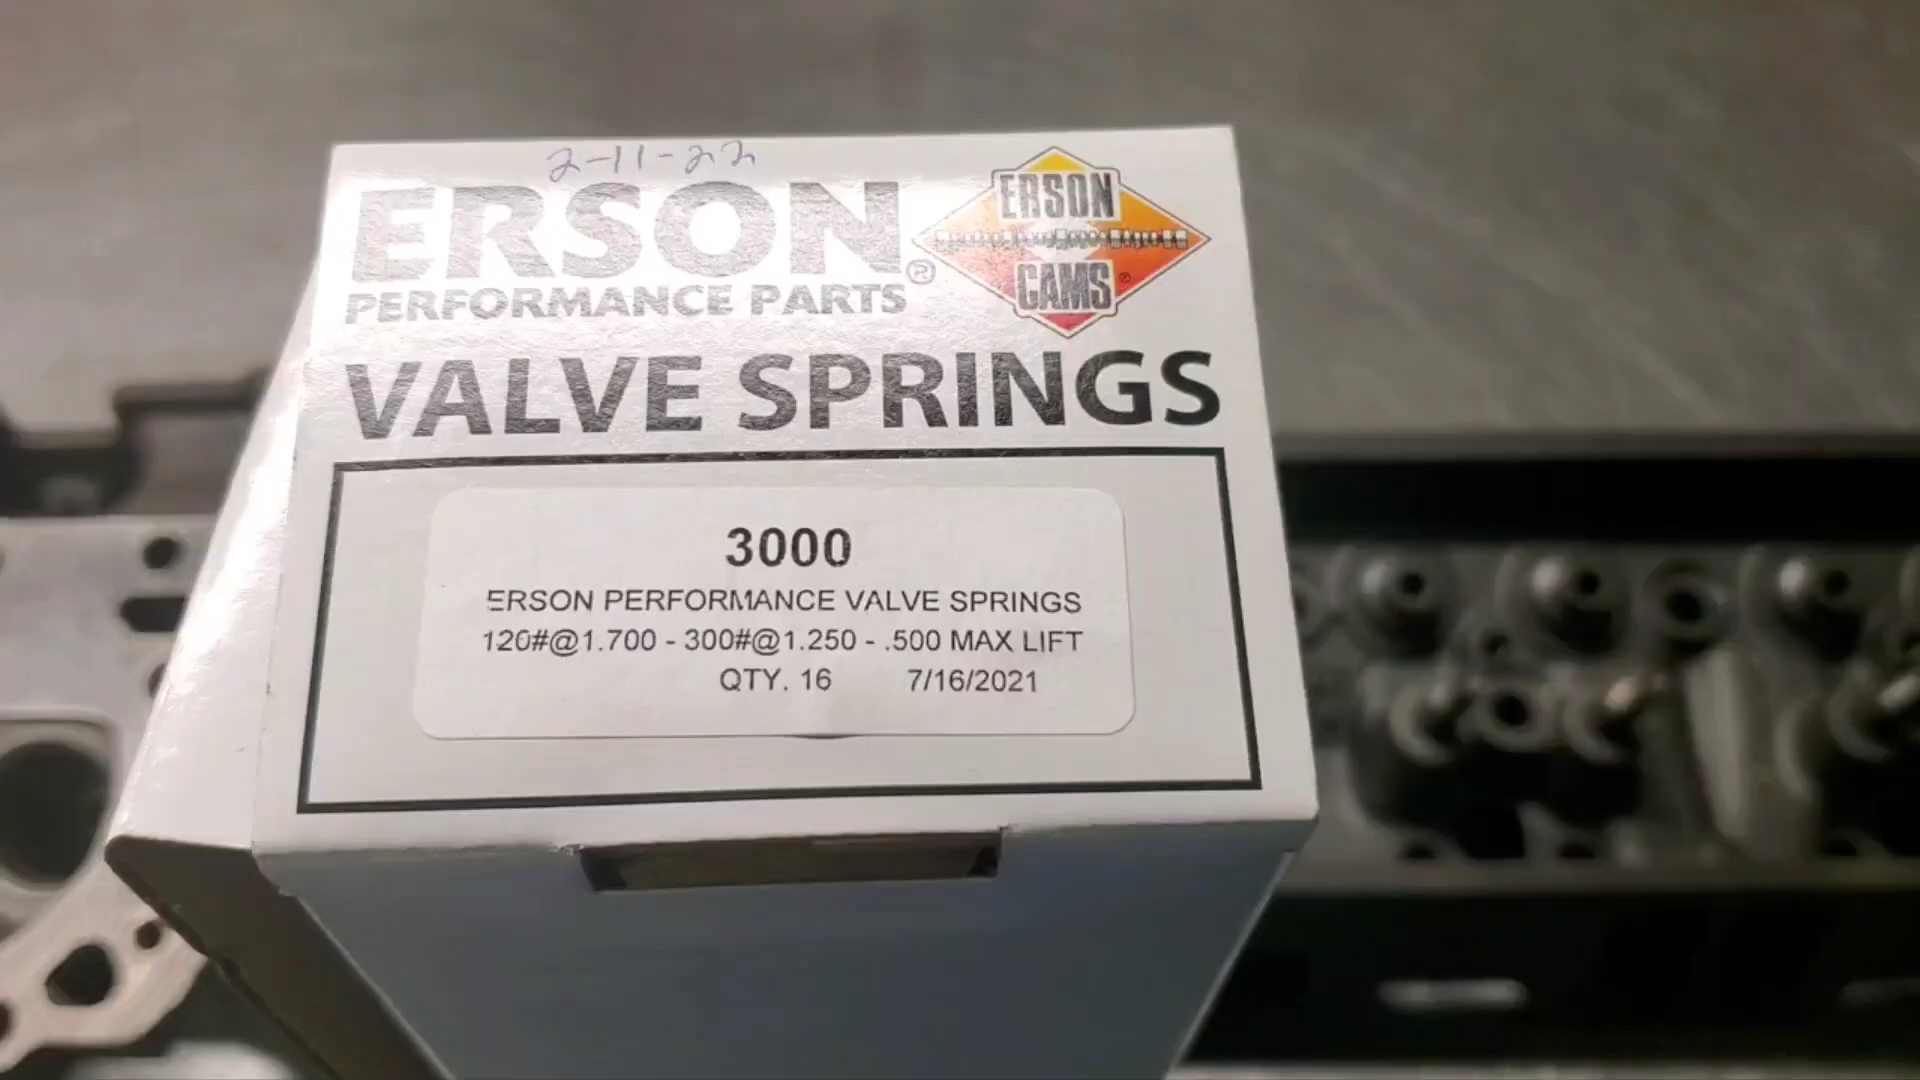 2-11-22
ERSON®
PERFORMANCE PARTS
ERSON
CAMS®
VALVE SPRINGS
3000
ERSON PERFORMANCE VALVE SPRINGS
120#@1.700 - 300#@1.250 - .500 MAX LIFT
QTY. 16 7/16/2021